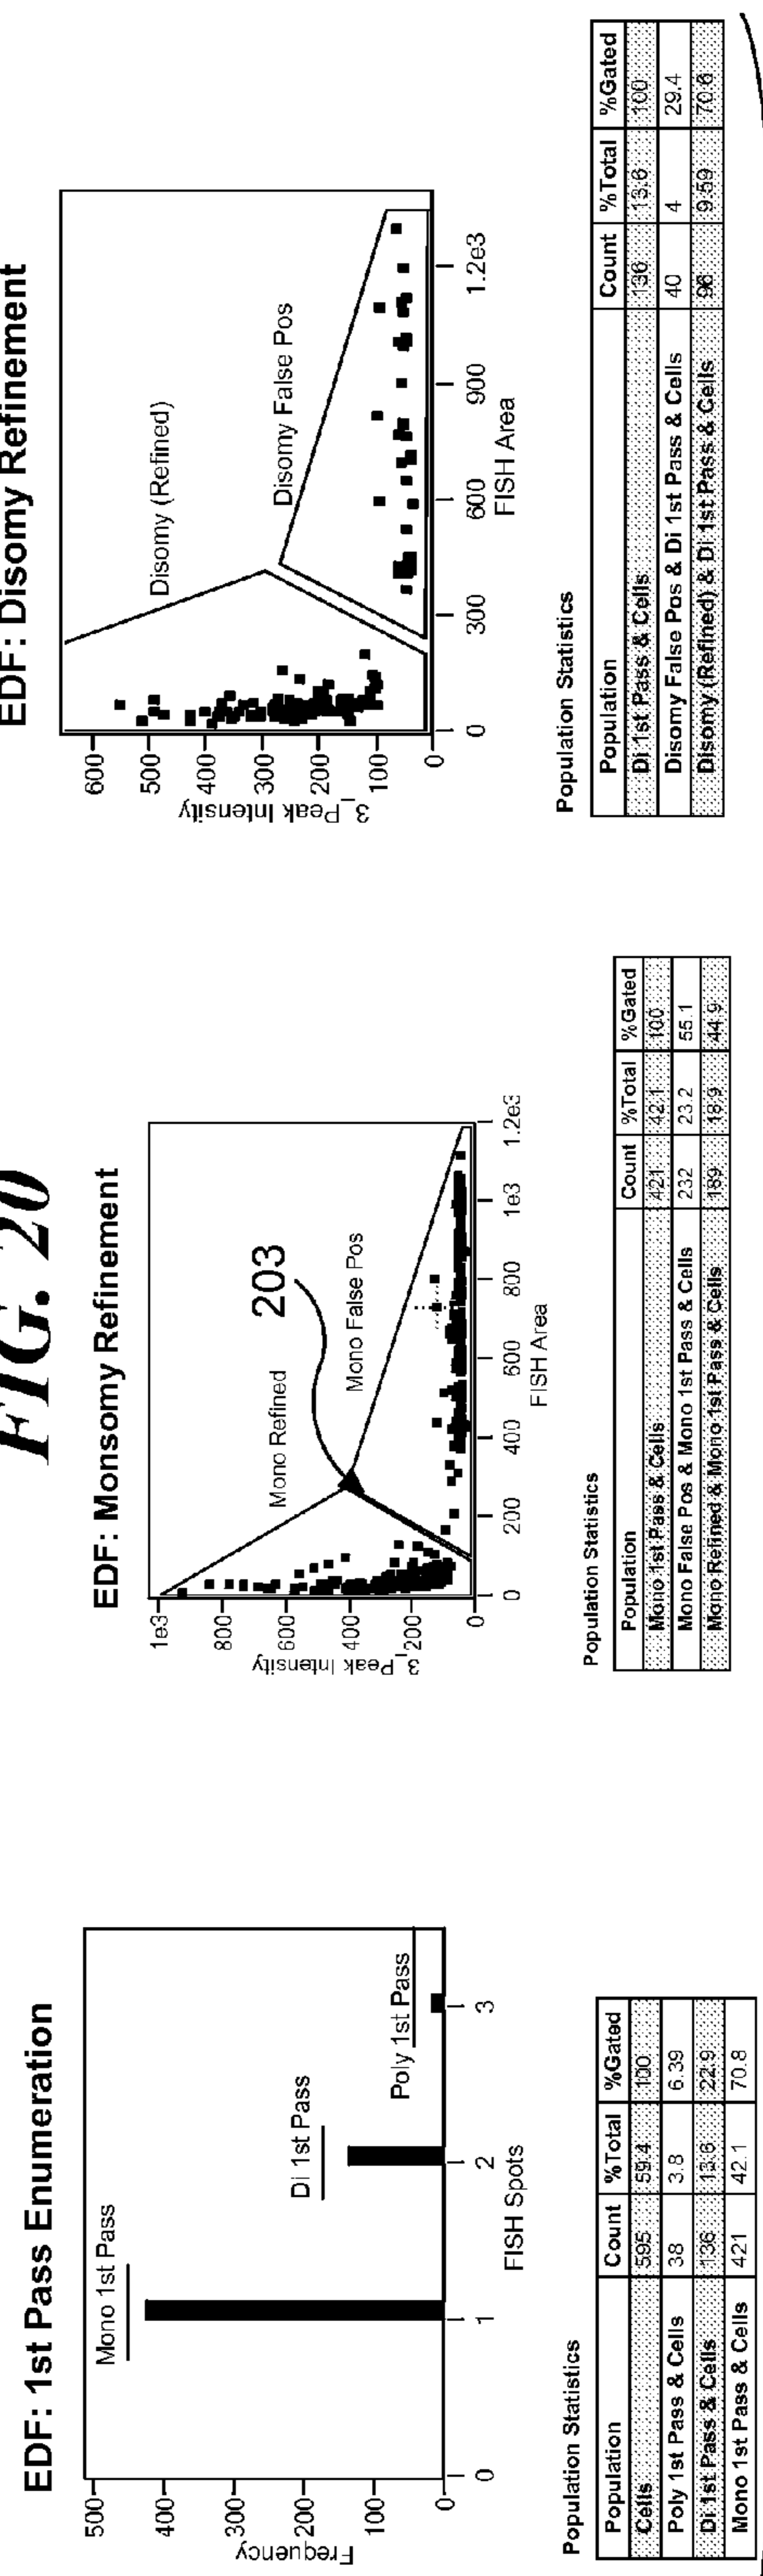 FIG. 20
EDF: 1st Pass Enumeration
Mono 1st Pass
Di 1st Pass
Poly 1st Pass
500
400
300
200
100
0
Frequency
0 1 2 3
FISH Spots
Population Statistics
Population Count %Total %Gated
Cells 595 59.4 100
Poly 1st Pass & Cells 38 3.8 6.39
Di 1st Pass & Cells 136 13.6 22.9
Mono 1st Pass & Cells 421 42.1 70.8
EDF: Monsomy Refinement
203
Mono Refined
Mono False Pos
1e3
800
600
400
200
0
3_Peak Intensity
0 200 400 600 800 1e3 1.2e3
FISH Area
Population Statistics
Population Count %Total %Gated
Mono 1st Pass & Cells 421 42.1 100
Mono False Pos & Mono 1st Pass & Cells 232 23.2 55.1
Mono Refined & Mono 1st Pass & Cells 189 18.9 44.9
EDF: Disomy Refinement
Disomy (Refined)
Disomy False Pos
600
500
400
300
200
100
0
3_Peak Intensity
0 300 600 900 1.2e3
FISH Area
Population Statistics
Population Count %Total %Gated
Di 1st Pass & Cells 136 13.6 100
Disomy False Pos & Di 1st Pass & Cells 40 4 29.4
Disomy (Refined) & Di 1st Pass & Cells 96 9.59 70.6